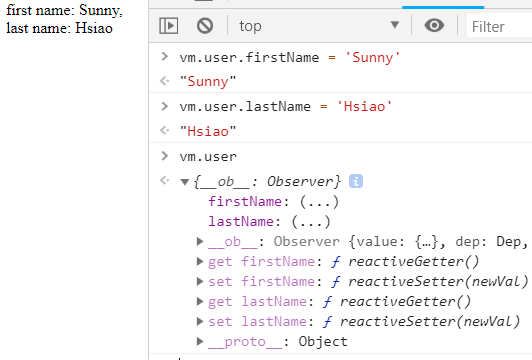 first name: Sunny,
last name: Hsiao
top
Filter
> vm.user.firstName = 'Sunny'
"Sunny"
> vm.user.lastName = 'Hsiao'
"Hsiao"
> vm.user
{__ob__: Observer} i
firstName: (...)
lastName: (...)
__ob__: Observer {value: {…}, dep: Dep,
get firstName: ƒ reactiveGetter()
set firstName: ƒ reactiveSetter(newVal)
get lastName: ƒ reactiveGetter()
set lastName: ƒ reactiveSetter(newVal)
__proto__: Object